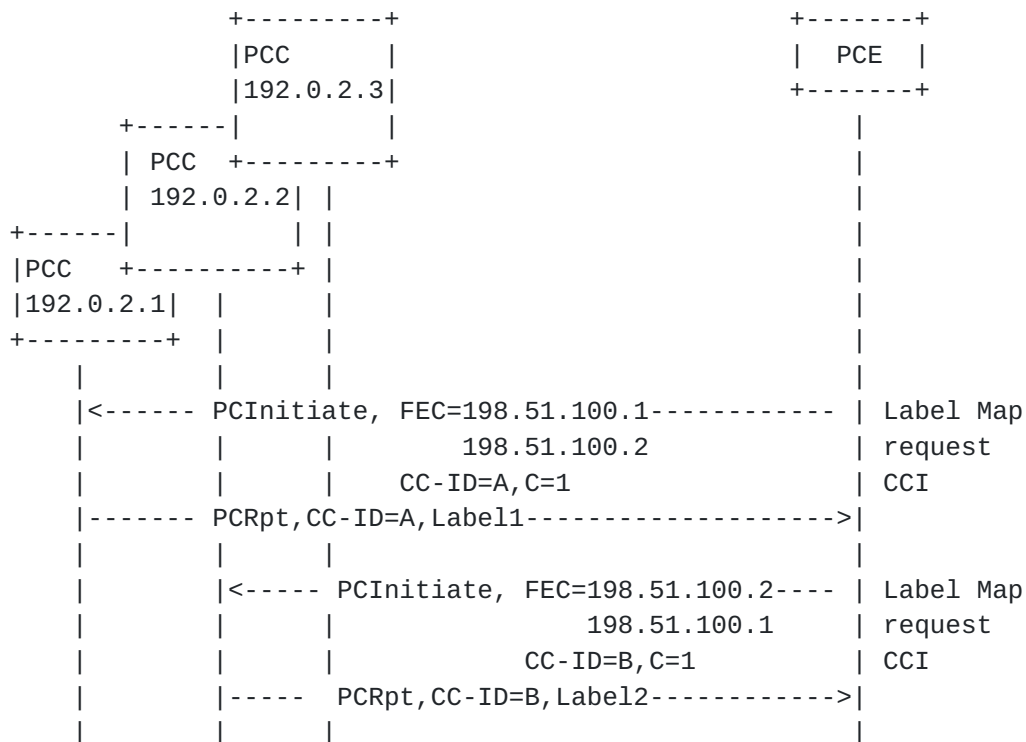 +---------+                                +-------+
                  |PCC      |                                |  PCE  |
                  |192.0.2.3|                                +-------+
           +------|         |                                    |
           | PCC  +---------+                                    |
           | 192.0.2.2| |                                        |
    +------|          | |                                        |
    |PCC   +----------+ |                                        |
    |192.0.2.1|  |      |                                        |
    +---------+  |      |                                        |
        |        |      |                                        |
        |<------ PCInitiate, FEC=198.51.100.1------------ | Label Map
        |        |      |        198.51.100.2             | request
        |        |      |    CC-ID=A,C=1                  | CCI
        |------- PCRpt,CC-ID=A,Label1-------------------->|
        |        |      |                                 |
        |        |<----- PCInitiate, FEC=198.51.100.2---- | Label Map
        |        |      |                198.51.100.1     | request
        |        |      |            CC-ID=B,C=1          | CCI
        |        |-----  PCRpt,CC-ID=B,Label2------------>|
        |        |      |                                 |